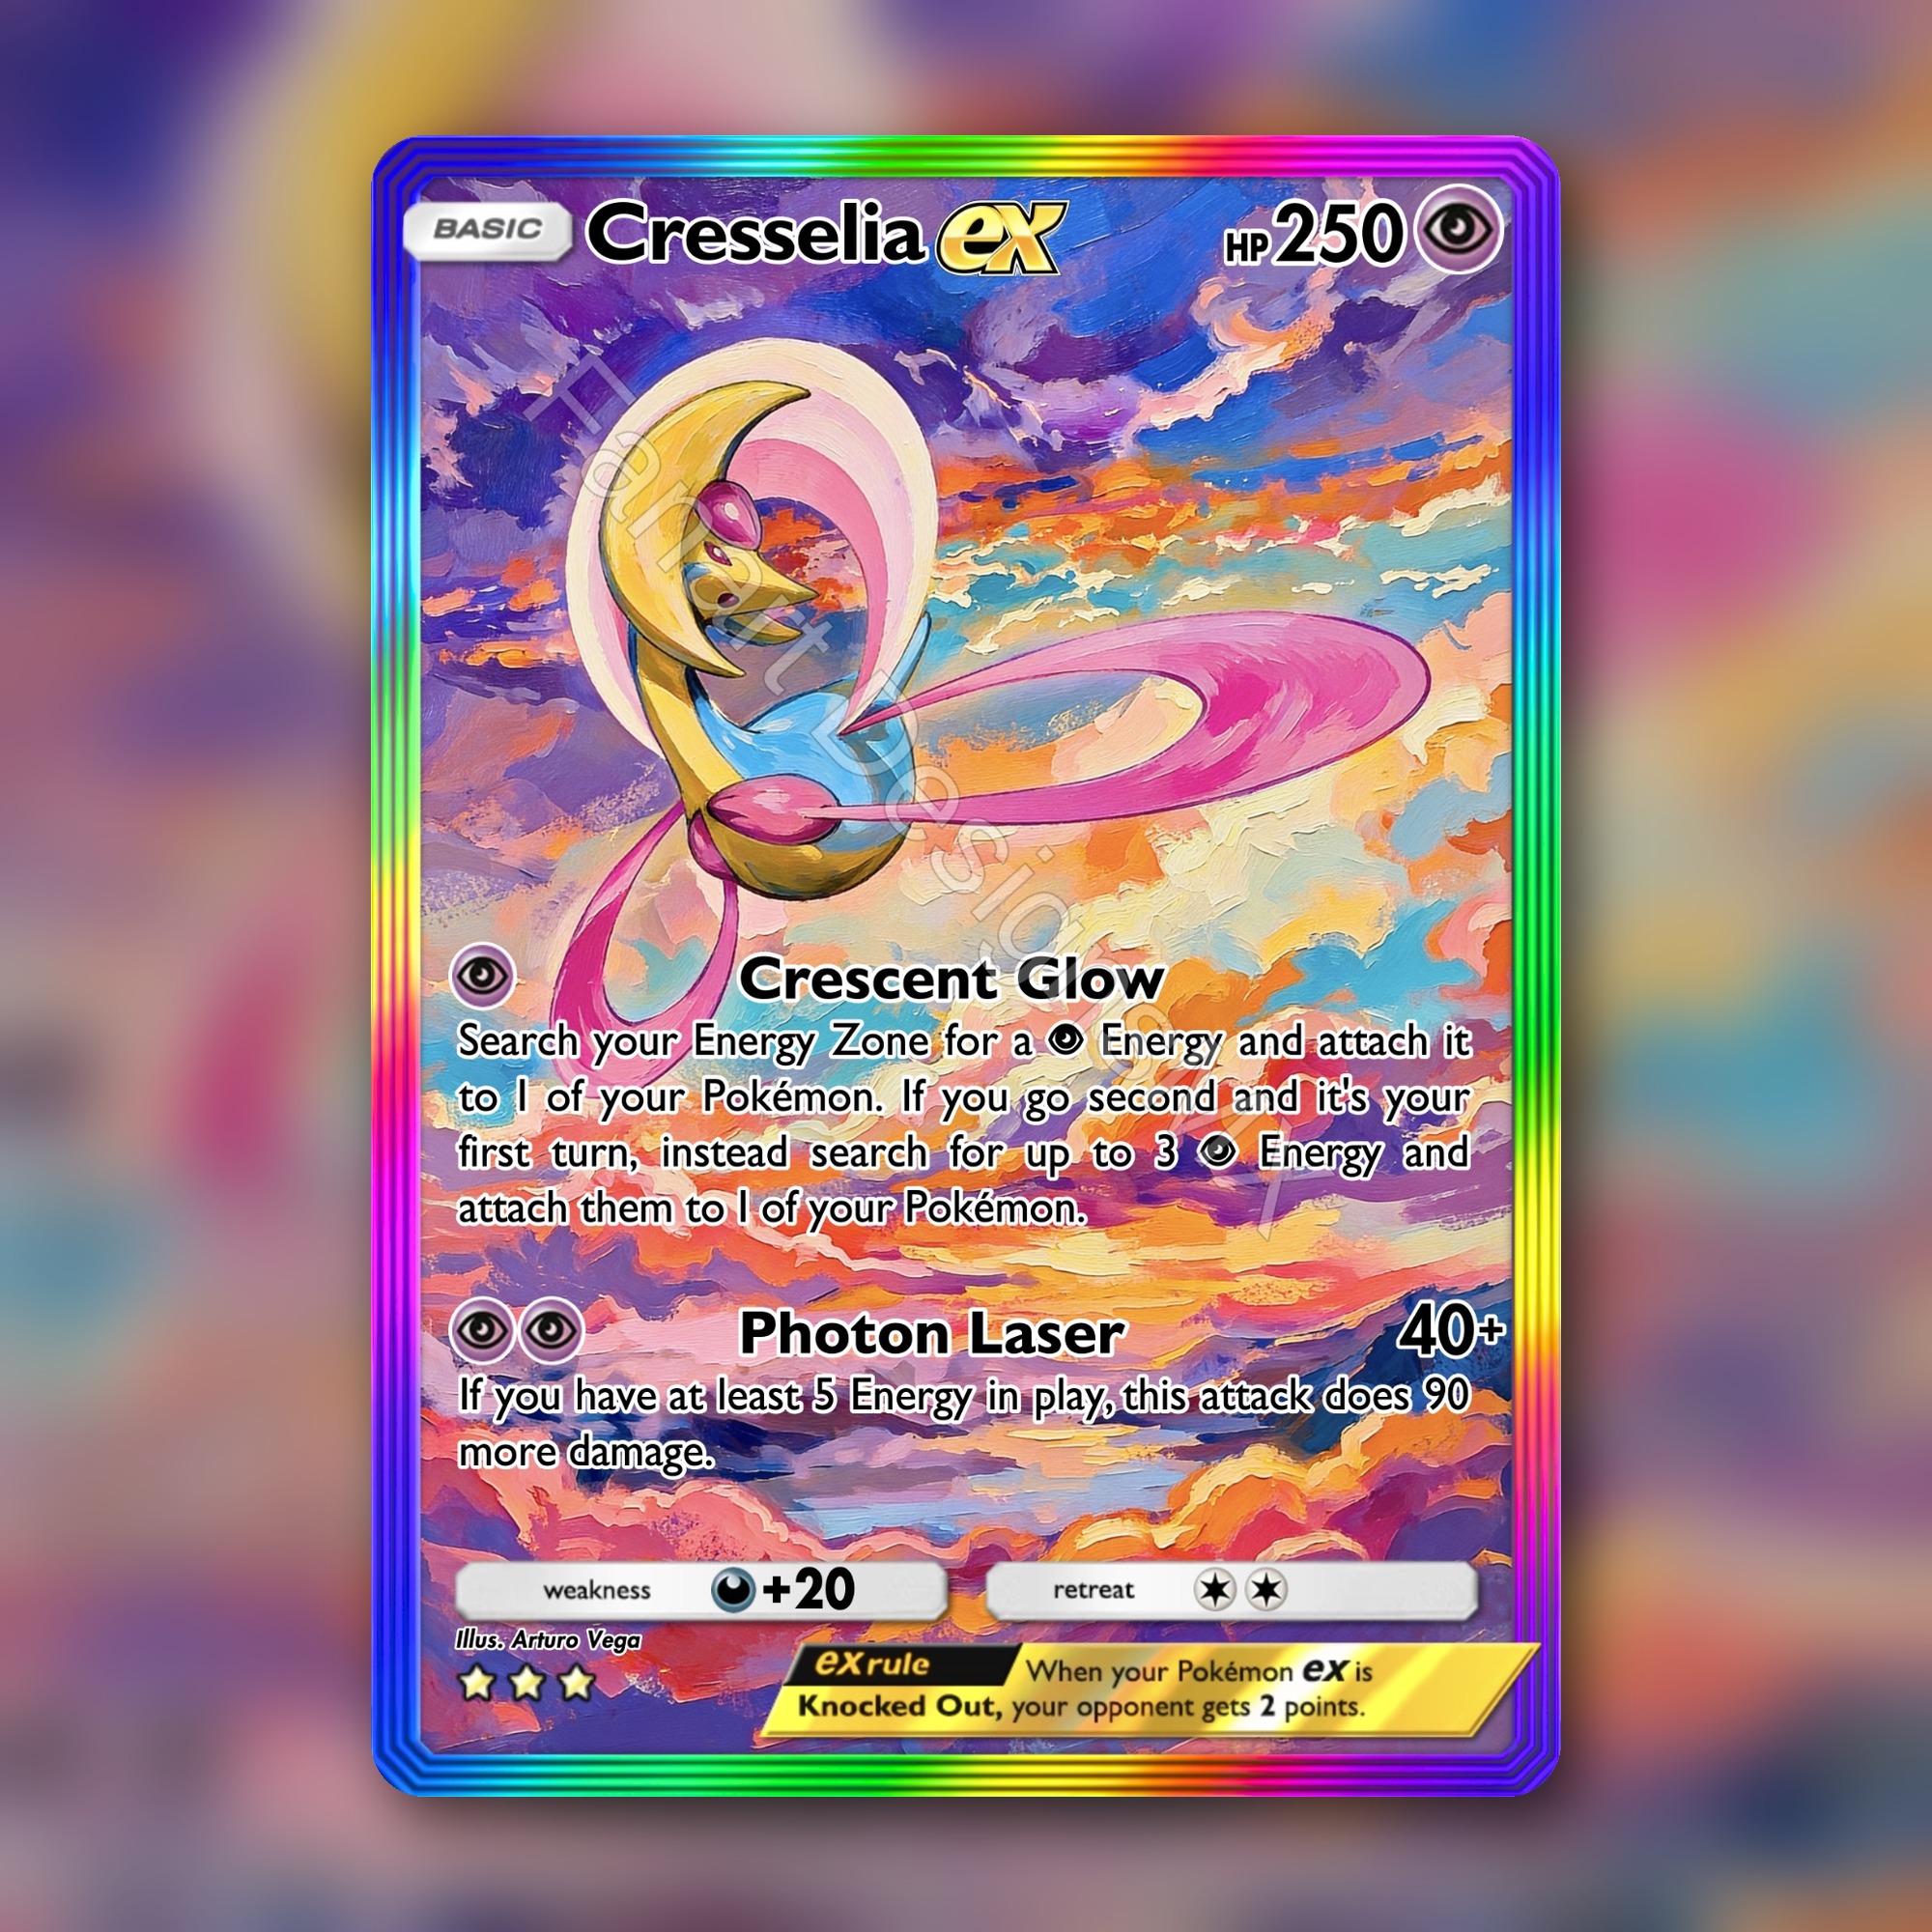 BASIC Cresselia ex HP 250
Crescent Glow
Search your Energy Zone for a Energy and attach it
to 1 of your Pokémon. If you go second and it's your
first turn, instead search for up to 3 Energy and
attach them to 1 of your Pokémon.
Photon Laser 40+
If you have at least 5 Energy in play, this attack does 90
more damage.
weakness +20 retreat
Illus. Arturo Vega
ex rule When your Pokémon ex is
Knocked Out, your opponent gets 2 points.